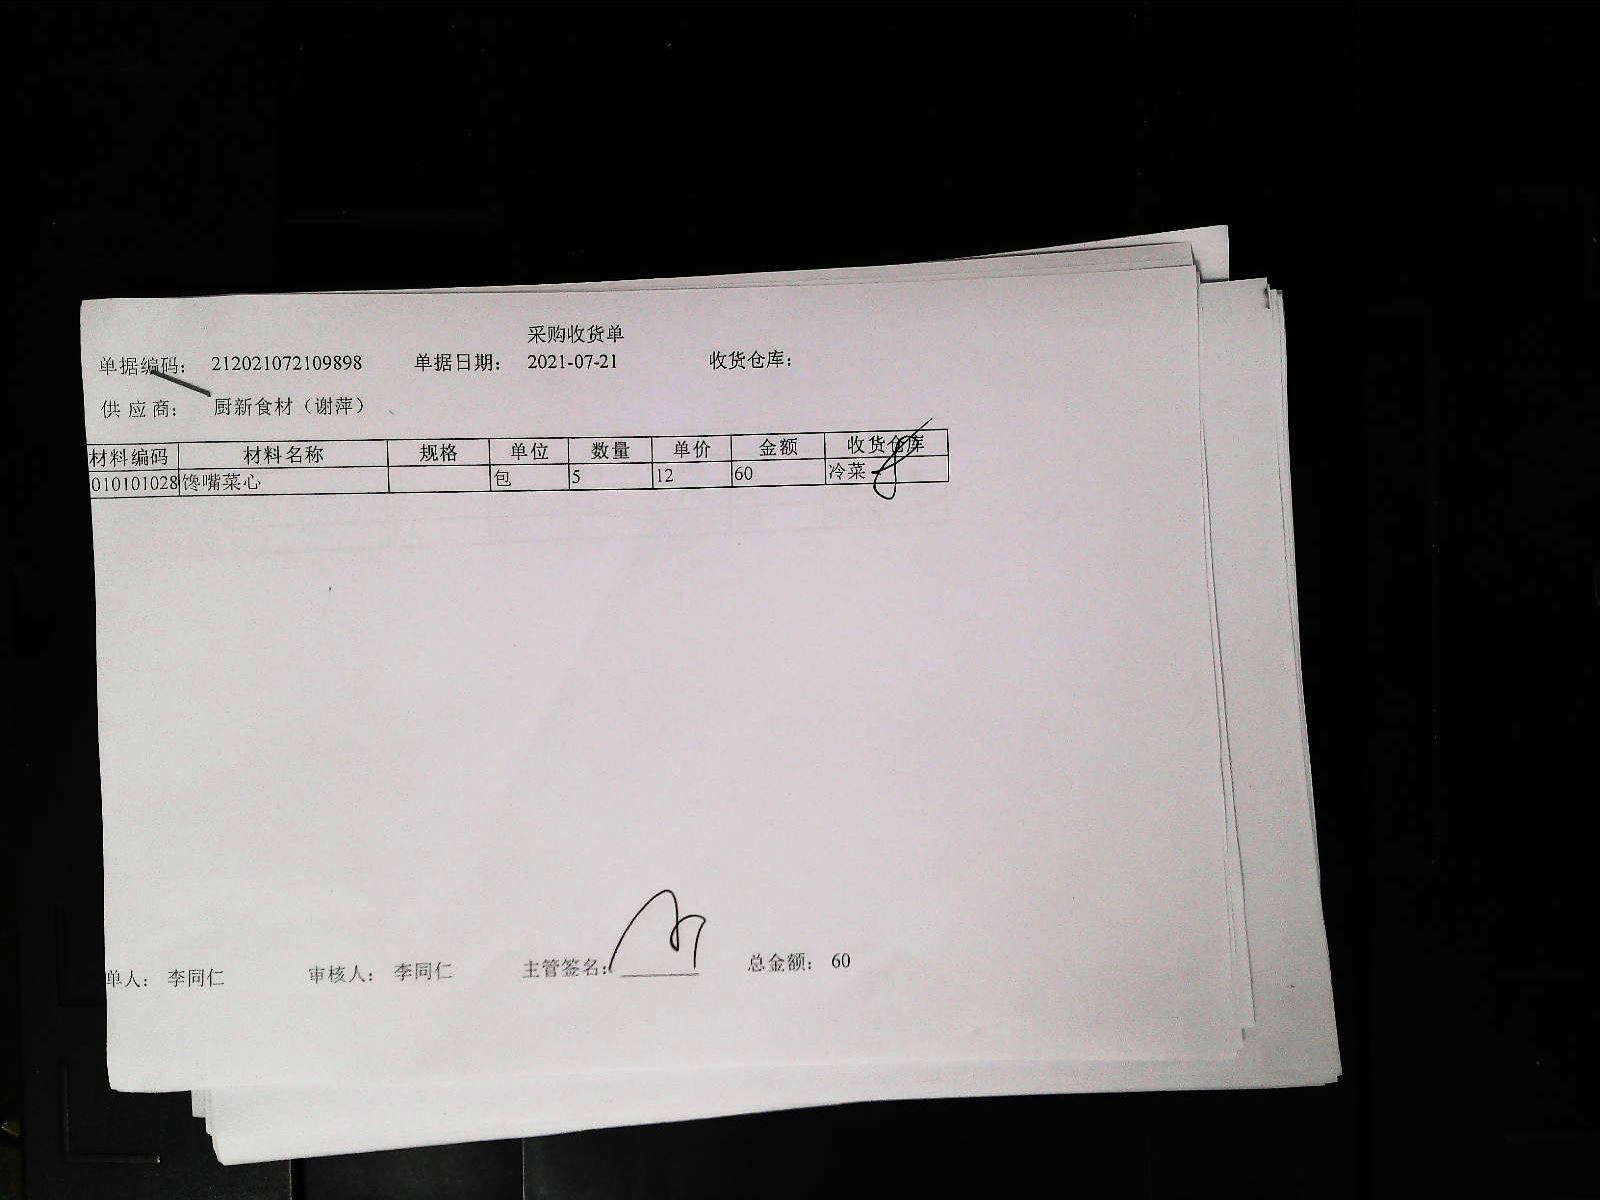 采购收货单
单据编码： 212021072109898 单据日期： 2021-07-21 收货仓库：
供应商： 厨新食材（谢萍）
材料编码 材料名称 规格 单位 数量 单价 金额 收货仓库
010101028 馋嘴菜心 包 5 12 60 冷菜
单人： 李同仁 审核人： 李同仁 主管签名： 总金额： 60